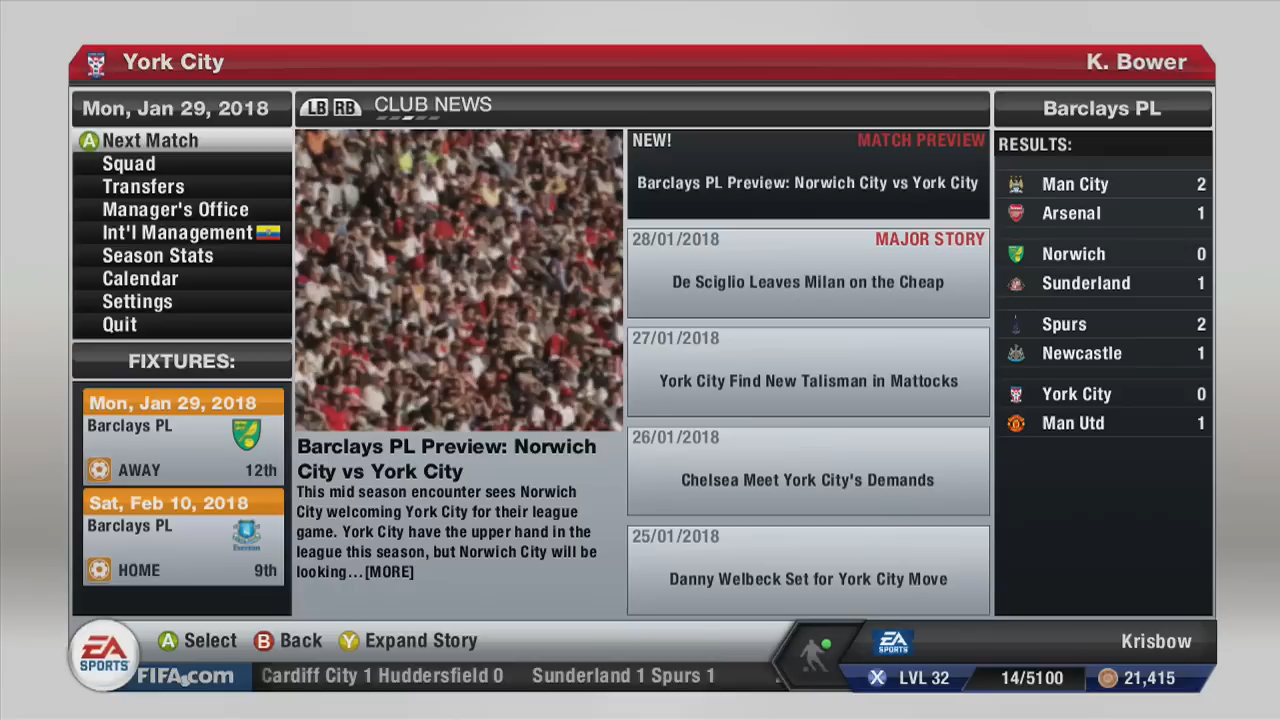 York City
K. Bower
Mon, Jan 29, 2018
LB RB CLUB NEWS
Barclays PL
A Next Match
Squad
Transfers
Manager's Office
Int'l Management
Season Stats
Calendar
Settings
Quit
FIXTURES:
Mon, Jan 29, 2018
Barclays PL
AWAY 12th
Sat, Feb 10, 2018
Barclays PL
Everton
HOME 9th
Barclays PL Preview: Norwich
City vs York City
This mid season encounter sees Norwich
City welcoming York City for their league
game. York City have the upper hand in the
league this season, but Norwich City will be
looking...[MORE]
NEW! MATCH PREVIEW
Barclays PL Preview: Norwich City vs York City
28/01/2018 MAJOR STORY
De Sciglio Leaves Milan on the Cheap
27/01/2018
York City Find New Talisman in Mattocks
26/01/2018
Chelsea Meet York City's Demands
25/01/2018
Danny Welbeck Set for York City Move
RESULTS:
Man City 2
Arsenal 1
Norwich 0
Sunderland 1
Spurs 2
Newcastle 1
York City 0
Man Utd 1
EA SPORTS
A Select B Back Y Expand Story
EA SPORTS
Krisbow
FIFA.com Cardiff City 1 Huddersfield 0 Sunderland 1 Spurs 1
X LVL 32 14/5100 21,415